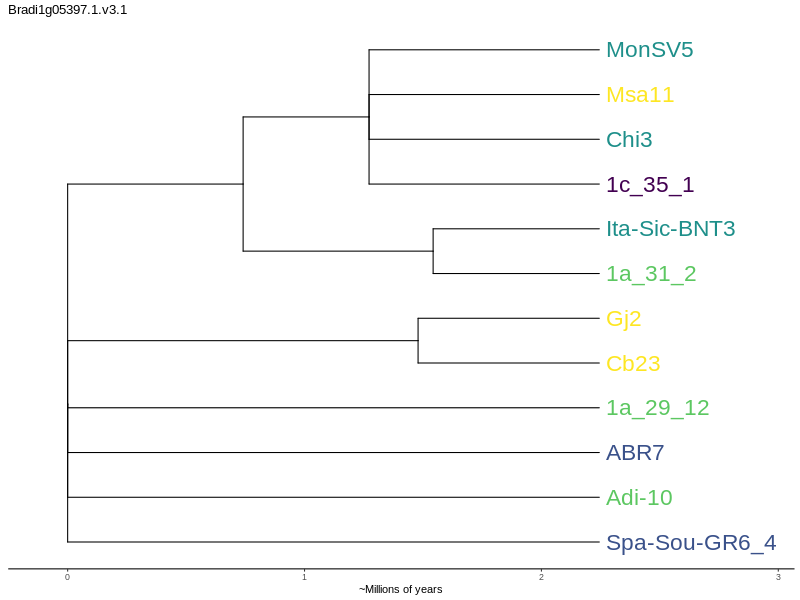 Bradi1g05397.1.v3.1
MonSV5
Msa11
Chi3
1c_35_1
Ita-Sic-BNT3
1a_31_2
Gj2
Cb23
1a_29_12
ABR7
Adi-10
Spa-Sou-GR6_4
0 1 2 3
~Millions of years